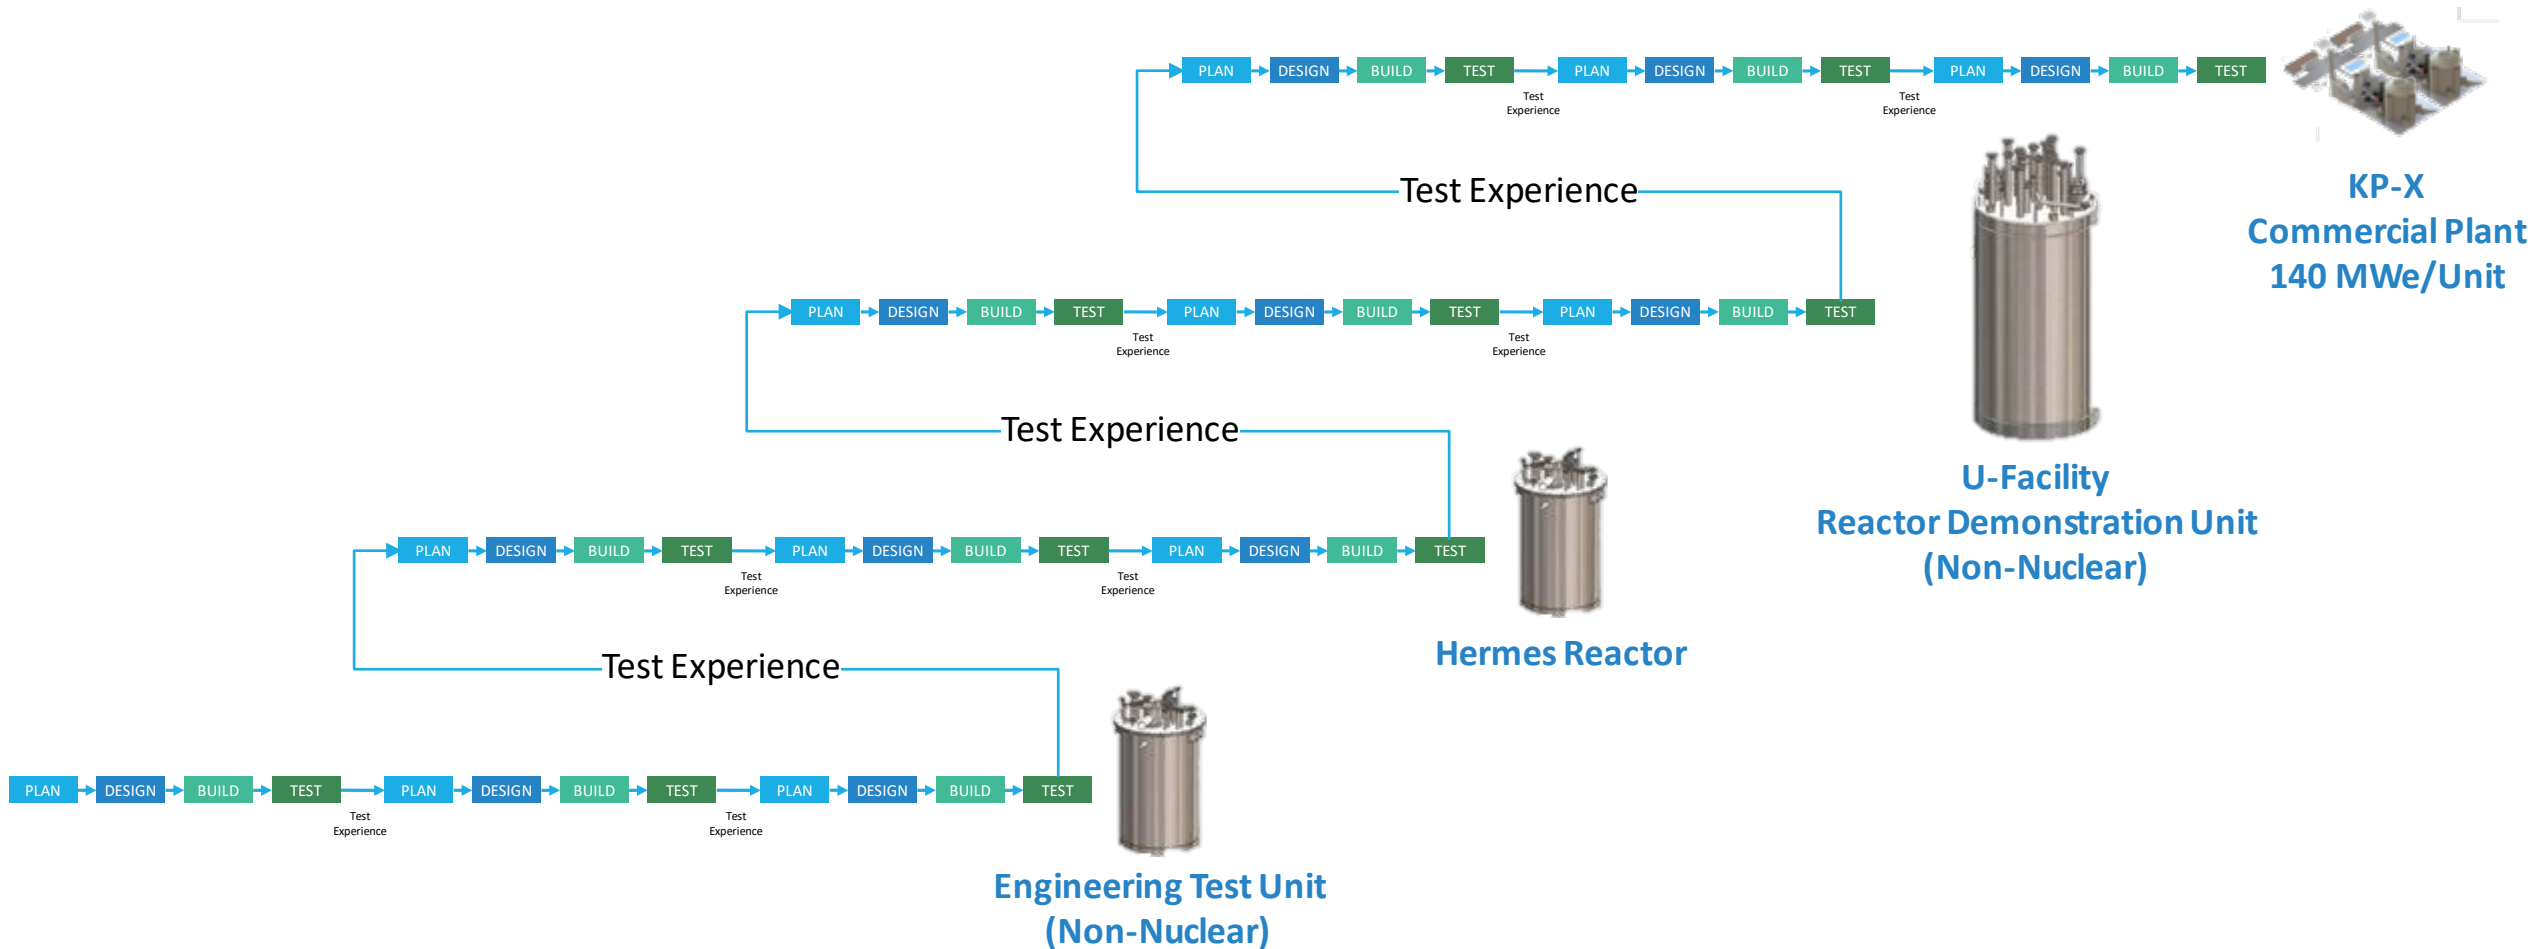 PLAN DESIGN BUILD TEST PLAN DESIGN BUILD TEST PLAN DESIGN BUILD TEST
Test Test
Experience Experience
KP-X
Commercial Plant
140 MWe/Unit
Test Experience
PLAN DESIGN BUILD TEST PLAN DESIGN BUILD TEST PLAN DESIGN BUILD TEST
Test Test
Experience Experience
U-Facility
Reactor Demonstration Unit
(Non-Nuclear)
Test Experience
PLAN DESIGN BUILD TEST PLAN DESIGN BUILD TEST PLAN DESIGN BUILD TEST
Test Test
Experience Experience
Hermes Reactor
Test Experience
PLAN DESIGN BUILD TEST PLAN DESIGN BUILD TEST PLAN DESIGN BUILD TEST
Test Test
Experience Experience
Engineering Test Unit
(Non-Nuclear)